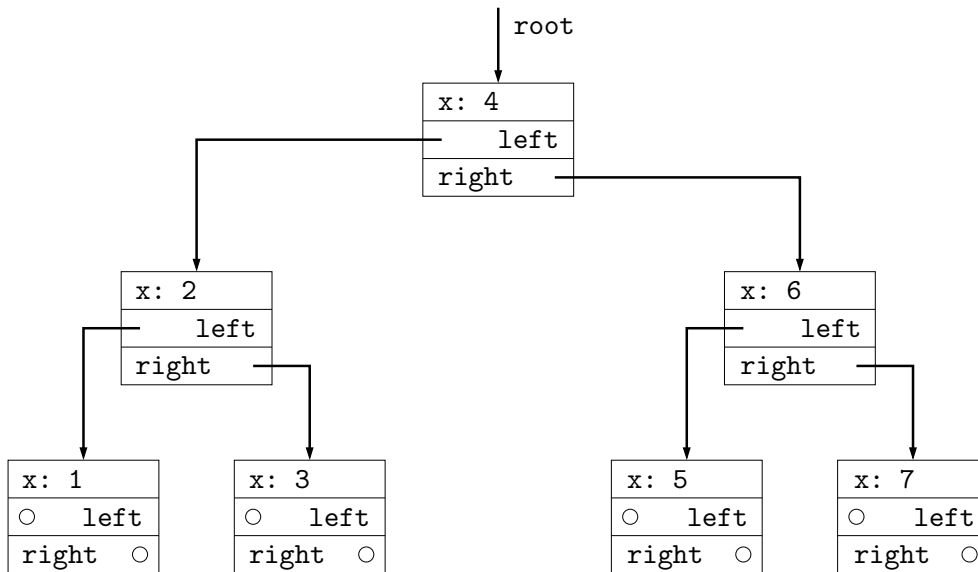 root
x: 4
left
right
x: 2
left
right
x: 6
left
right
x: 1
left
right
x: 3
left
right
x: 5
left
right
x: 7
left
right